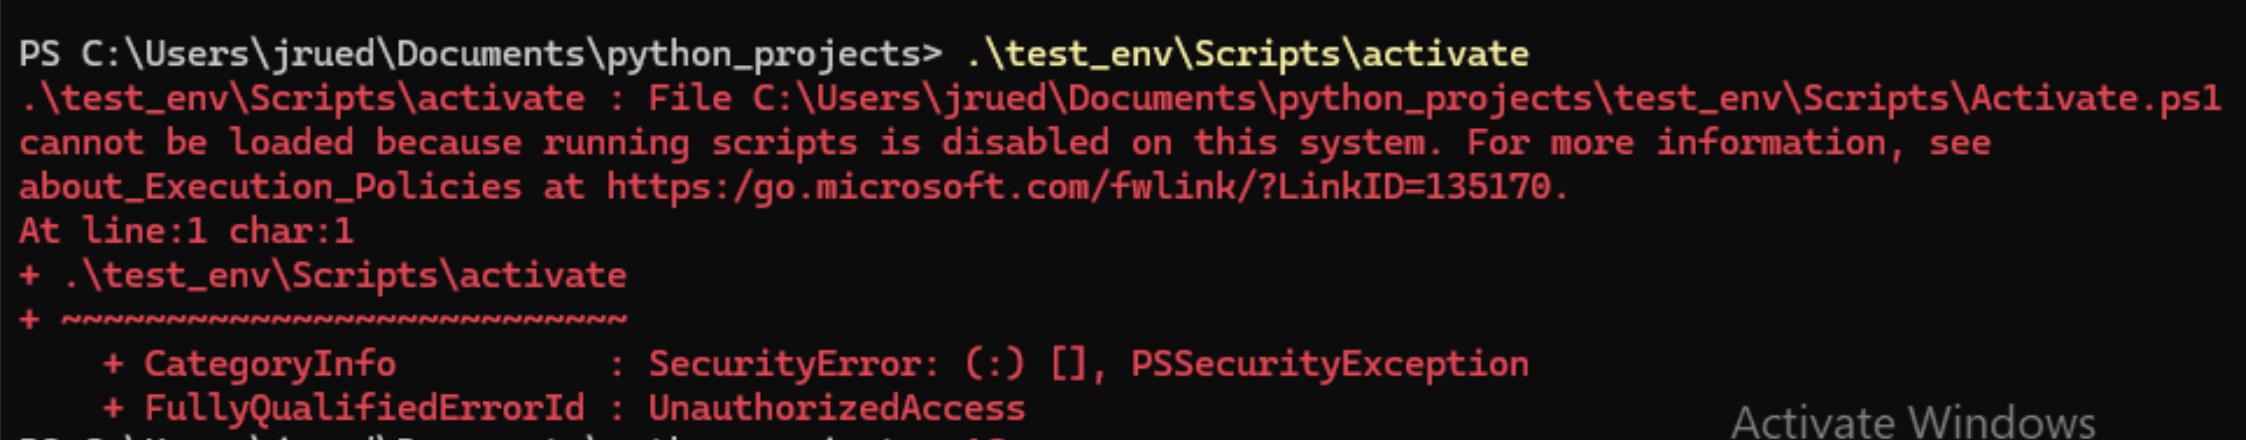 PS C:\Users\jrued\Documents\python_projects> .\test_env\Scripts\activate
.\test_env\Scripts\activate : File C:\Users\jrued\Documents\python_projects\test_env\Scripts\Activate.ps1
cannot be loaded because running scripts is disabled on this system. For more information, see
about_Execution_Policies at https:/go.microsoft.com/fwlink/?LinkID=135170.
At line:1 char:1
+ .\test_env\Scripts\activate
+ ~~~~~~~~~~~~~~~~~~~~~~~~~~~
    + CategoryInfo          : SecurityError: (:) [], PSSecurityException
    + FullyQualifiedErrorId : UnauthorizedAccess
Activate Windows